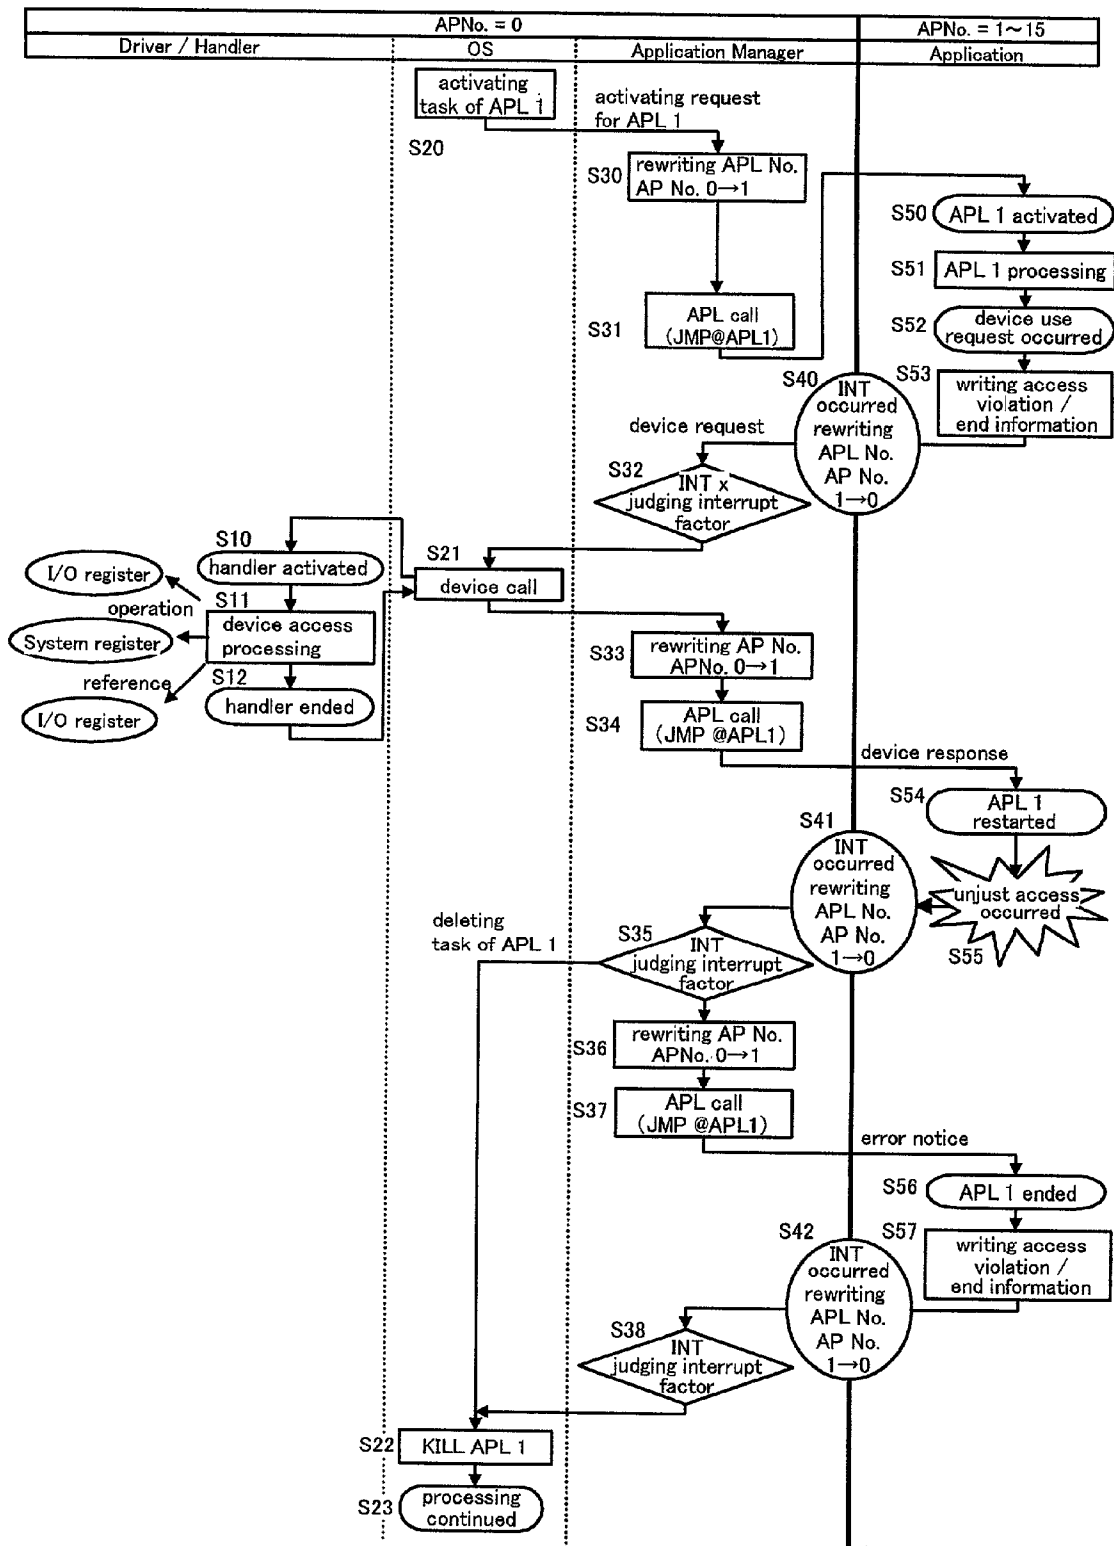 APNo. = 0
APNo. = 1～15
Driver / Handler
OS
Application Manager
Application
activating
task of APL 1
activating request
for APL 1
S20
S30
rewriting APL No.
AP No. 0→1
S50
APL 1 activated
S51
APL 1 processing
S31
APL call
(JMP@APL1)
S52
device use
request occurred
S40
INT
occurred
rewriting
APL No.
AP No.
1→0
S53
writing access
violation /
end information
device request
S32
INT x
judging interrupt
factor
S10
handler activated
S21
device call
I/O register
operation
S11
device access
processing
System register
reference
S12
handler ended
I/O register
S33
rewriting AP No.
APNo. 0→1
S34
APL call
(JMP @APL1)
device response
S54
APL 1
restarted
S41
INT
occurred
rewriting
APL No.
AP No.
1→0
unjust access
occurred
S55
deleting
task of APL 1
S35
INT
judging interrupt
factor
S36
rewriting AP No.
APNo. 0→1
S37
APL call
(JMP @APL1)
error notice
S56
APL 1 ended
S42
INT
occurred
rewriting
APL No.
AP No.
1→0
S57
writing access
violation /
end information
S38
INT
judging interrupt
factor
S22
KILL APL 1
S23
processing
continued